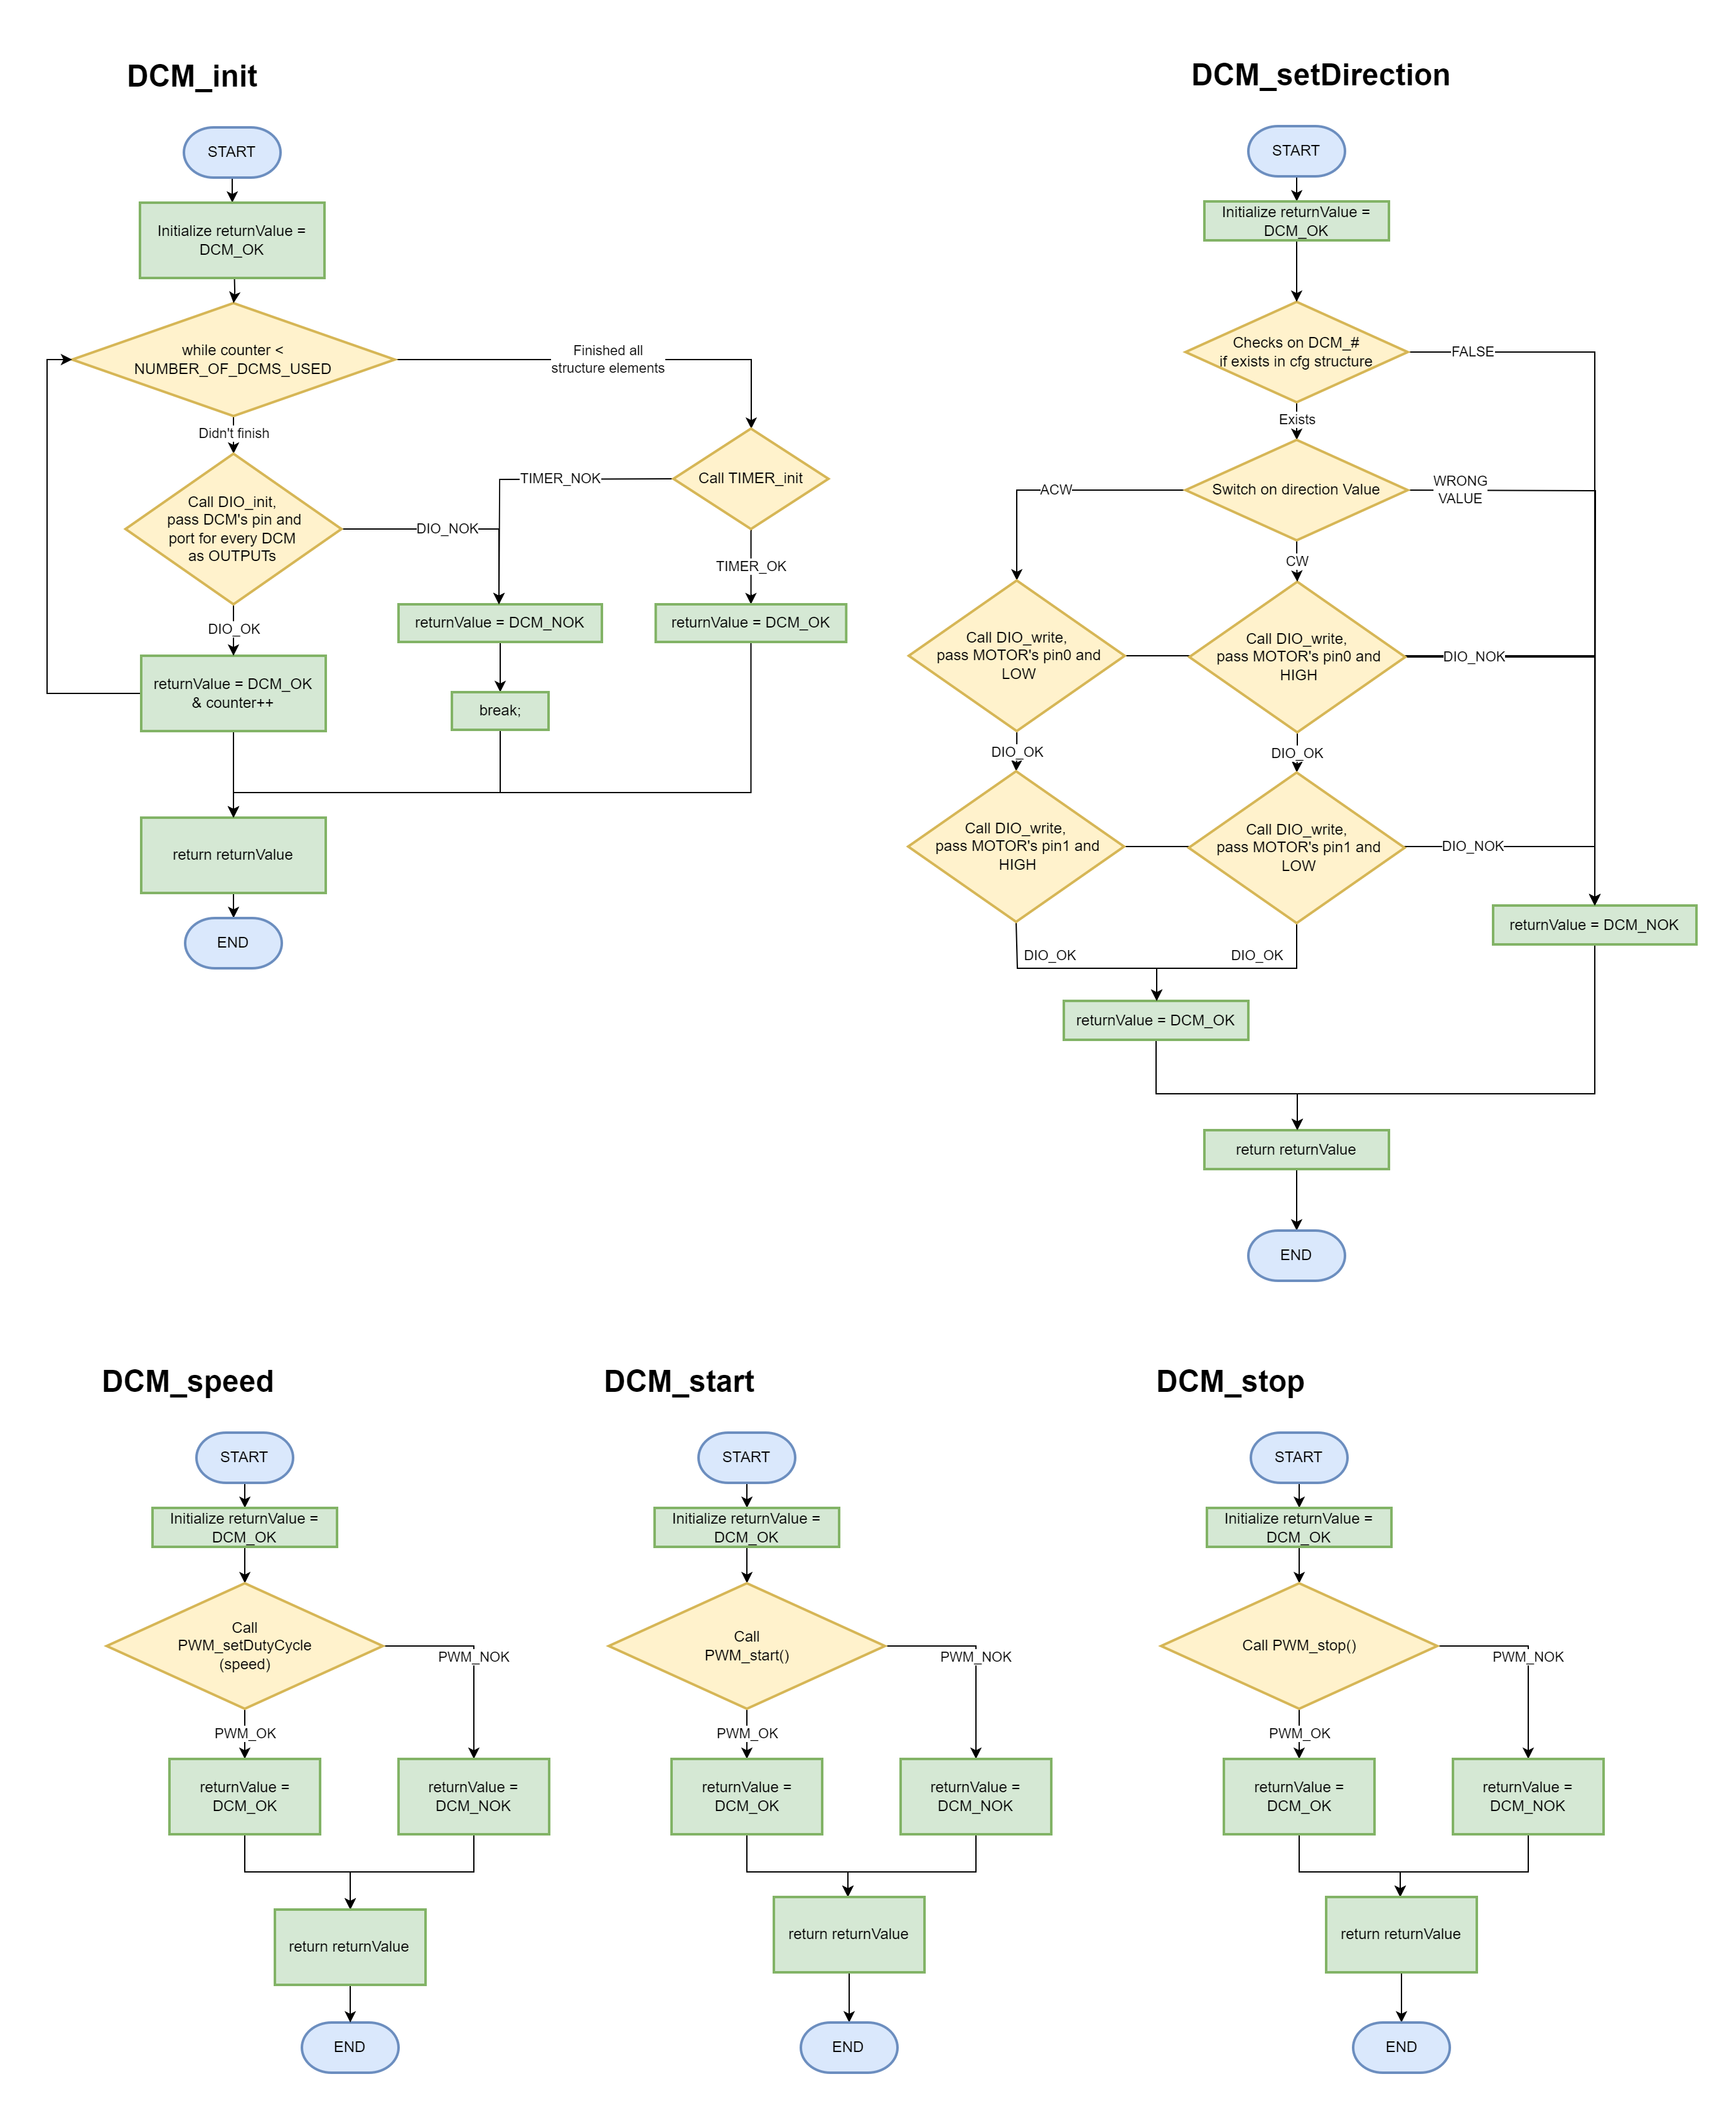 DCM_init
START
Initialize returnValue =
DCM_OK
while counter <
NUMBER_OF_DCMS_USED
Finished all
structure elements
Didn't finish
Call TIMER_init
TIMER_NOK
Call DIO_init,
pass DCM's pin and
port for every DCM
as OUTPUTs
DIO_NOK
TIMER_OK
DIO_OK
returnValue = DCM_NOK
returnValue = DCM_OK
returnValue = DCM_OK
& counter++
break;
return returnValue
END
DCM_setDirection
START
Initialize returnValue =
DCM_OK
Checks on DCM_#
if exists in cfg structure
FALSE
Exists
ACW
Switch on direction Value
WRONG
VALUE
CW
Call DIO_write,
pass MOTOR's pin0 and
LOW
Call DIO_write,
pass MOTOR's pin0 and
HIGH
DIO_NOK
DIO_OK
DIO_OK
Call DIO_write,
pass MOTOR's pin1 and
HIGH
Call DIO_write,
pass MOTOR's pin1 and
LOW
DIO_NOK
returnValue = DCM_NOK
DIO_OK
DIO_OK
returnValue = DCM_OK
return returnValue
END
DCM_speed
START
Initialize returnValue =
DCM_OK
Call
PWM_setDutyCycle
(speed)
PWM_NOK
PWM_OK
returnValue =
DCM_OK
returnValue =
DCM_NOK
return returnValue
END
DCM_start
START
Initialize returnValue =
DCM_OK
Call
PWM_start()
PWM_NOK
PWM_OK
returnValue =
DCM_OK
returnValue =
DCM_NOK
return returnValue
END
DCM_stop
START
Initialize returnValue =
DCM_OK
Call PWM_stop()
PWM_NOK
PWM_OK
returnValue =
DCM_OK
returnValue =
DCM_NOK
return returnValue
END